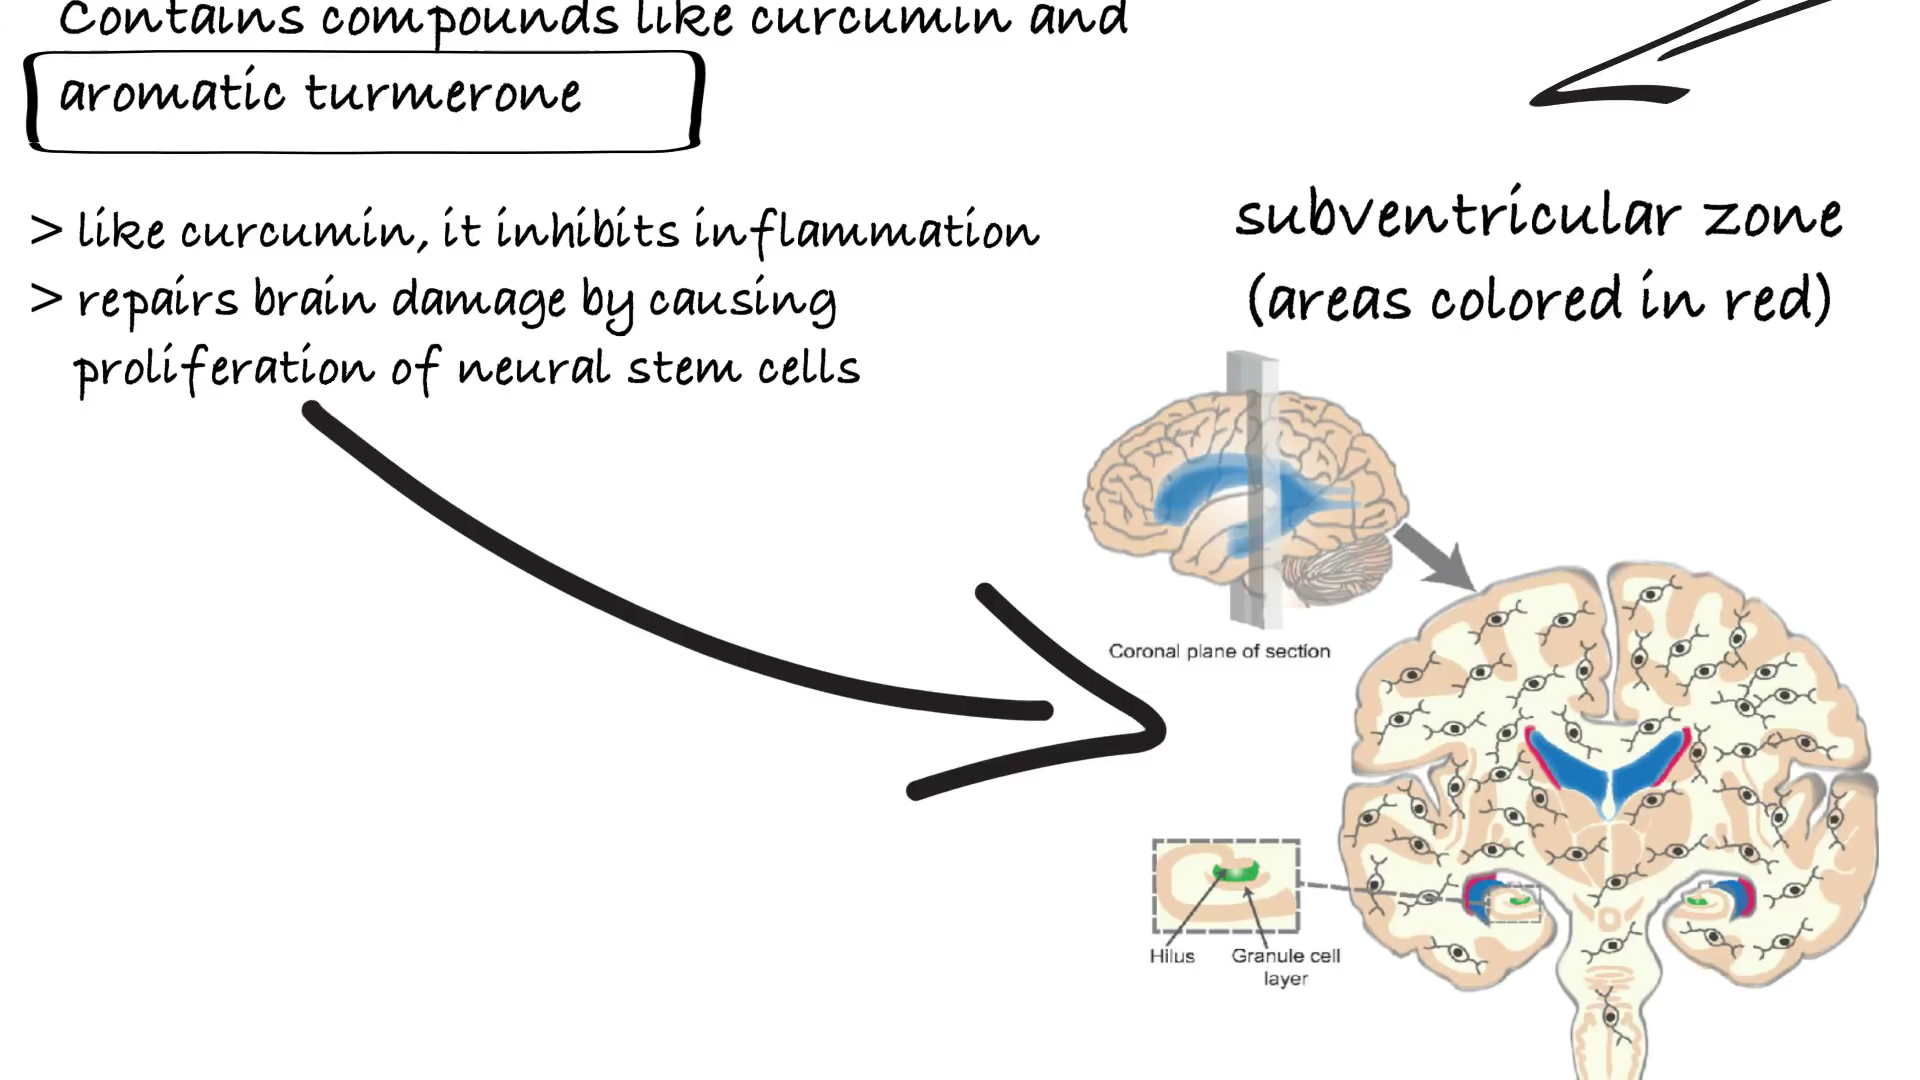 Contains compounds like curcumin and
aromatic turmerone
> like curcumin, it inhibits inflammation
> repairs brain damage by causing
proliferation of neural stem cells
subventricular zone
(areas colored in red)
Coronal plane of section
Hilus
Granule cell
layer